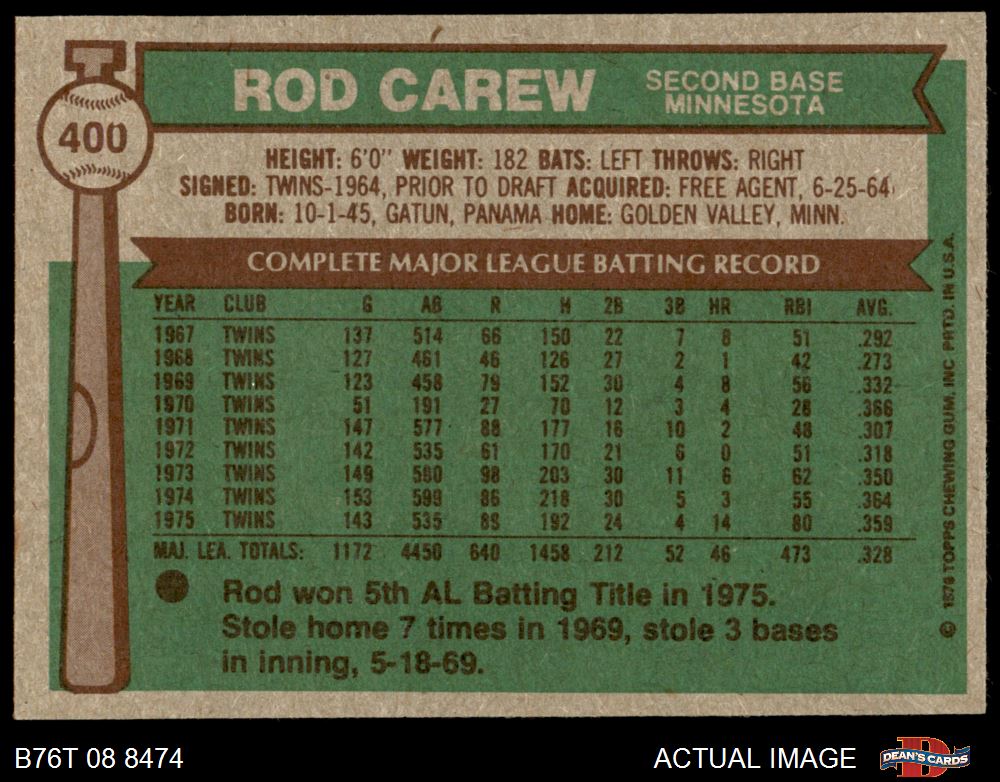 400
ROD CAREW
SECOND BASE
MINNESOTA
HEIGHT: 6'0" WEIGHT: 182 BATS: LEFT THROWS: RIGHT
SIGNED: TWINS-1964, PRIOR TO DRAFT ACQUIRED: FREE AGENT, 6-25-64
BORN: 10-1-45, GATUN, PANAMA HOME: GOLDEN VALLEY, MINN.
COMPLETE MAJOR LEAGUE BATTING RECORD
YEAR CLUB G AB R H 2B 3B HR RBI AVG.
1967 TWINS 137 514 66 150 22 7 8 51 .292
1968 TWINS 127 461 46 126 27 2 1 42 .273
1969 TWINS 123 458 79 152 30 4 8 56 .332
1970 TWINS 51 191 27 70 12 3 4 28 .366
1971 TWINS 147 577 88 177 16 10 2 48 .307
1972 TWINS 142 535 61 170 21 6 0 51 .318
1973 TWINS 149 580 98 203 30 11 6 62 .350
1974 TWINS 153 599 86 218 30 5 3 55 .364
1975 TWINS 143 535 89 192 24 4 14 80 .359
MAJ. LEA. TOTALS: 1172 4450 640 1458 212 52 46 473 .328
Rod won 5th AL Batting Title in 1975.
Stole home 7 times in 1969, stole 3 bases
in inning, 5-18-69.
© 1976 TOPPS CHEWING GUM, INC PRTD. IN U.S.A.
B76T 08 8474
ACTUAL IMAGE
DEAN'S CARDS